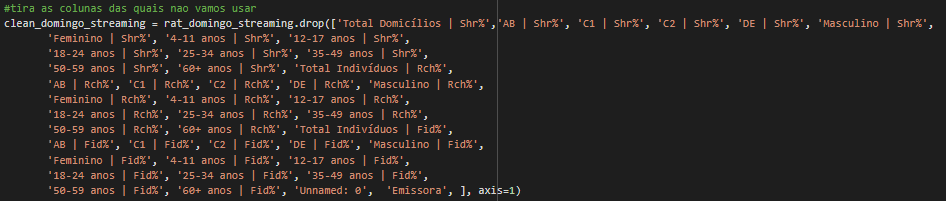 #tira as colunas das quais nao vamos usar
clean_domingo_streaming = rat_domingo_streaming.drop(['Total Domicílios | Shr%','AB | Shr%', 'C1 | Shr%', 'C2 | Shr%', 'DE | Shr%', 'Masculino | Shr%',
'Feminino | Shr%', '4-11 anos | Shr%', '12-17 anos | Shr%',
'18-24 anos | Shr%', '25-34 anos | Shr%', '35-49 anos | Shr%',
'50-59 anos | Shr%', '60+ anos | Shr%', 'Total Indivíduos | Rch%',
'AB | Rch%', 'C1 | Rch%', 'C2 | Rch%', 'DE | Rch%', 'Masculino | Rch%',
'Feminino | Rch%', '4-11 anos | Rch%', '12-17 anos | Rch%',
'18-24 anos | Rch%', '25-34 anos | Rch%', '35-49 anos | Rch%',
'50-59 anos | Rch%', '60+ anos | Rch%', 'Total Indivíduos | Fid%',
'AB | Fid%', 'C1 | Fid%', 'C2 | Fid%', 'DE | Fid%', 'Masculino | Fid%',
'Feminino | Fid%', '4-11 anos | Fid%', '12-17 anos | Fid%',
'18-24 anos | Fid%', '25-34 anos | Fid%', '35-49 anos | Fid%',
'50-59 anos | Fid%', '60+ anos | Fid%', 'Unnamed: 0', 'Emissora', ], axis=1)